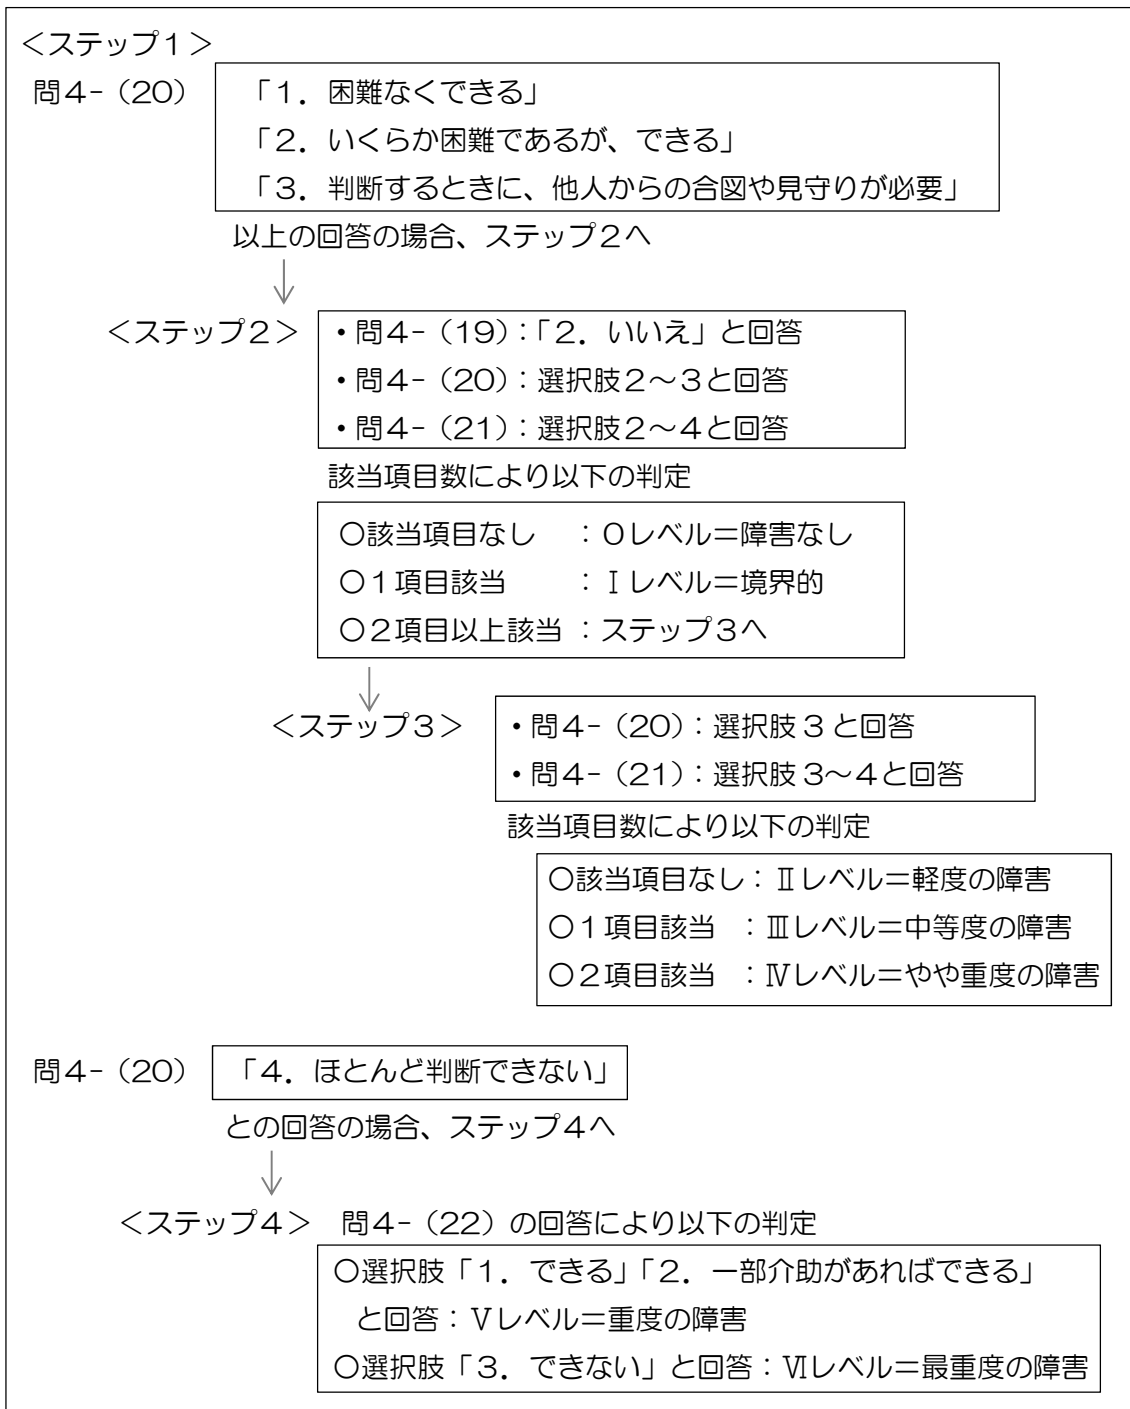 ＜ステップ１＞
問４-（20） 「１．困難なくできる」
「２．いくらか困難であるが、できる」
「３．判断するときに、他人からの合図や見守りが必要」
以上の回答の場合、ステップ２へ
＜ステップ２＞ ・問４-（19）：「２．いいえ」と回答
・問４-（20）：選択肢２～３と回答
・問４-（21）：選択肢２～４と回答
該当項目数により以下の判定
○該当項目なし ：０レベル＝障害なし
○１項目該当 ：Ⅰレベル＝境界的
○２項目以上該当 ：ステップ３へ
＜ステップ３＞ ・問４-（20）：選択肢３と回答
・問４-（21）：選択肢３～４と回答
該当項目数により以下の判定
○該当項目なし：Ⅱレベル＝軽度の障害
○１項目該当 ：Ⅲレベル＝中等度の障害
○２項目該当 ：Ⅳレベル＝やや重度の障害
問４-（20） 「４．ほとんど判断できない」
との回答の場合、ステップ４へ
＜ステップ４＞ 問４-（22）の回答により以下の判定
○選択肢「１．できる」「２．一部介助があればできる」
と回答：Ⅴレベル＝重度の障害
○選択肢「３．できない」と回答：Ⅵレベル＝最重度の障害